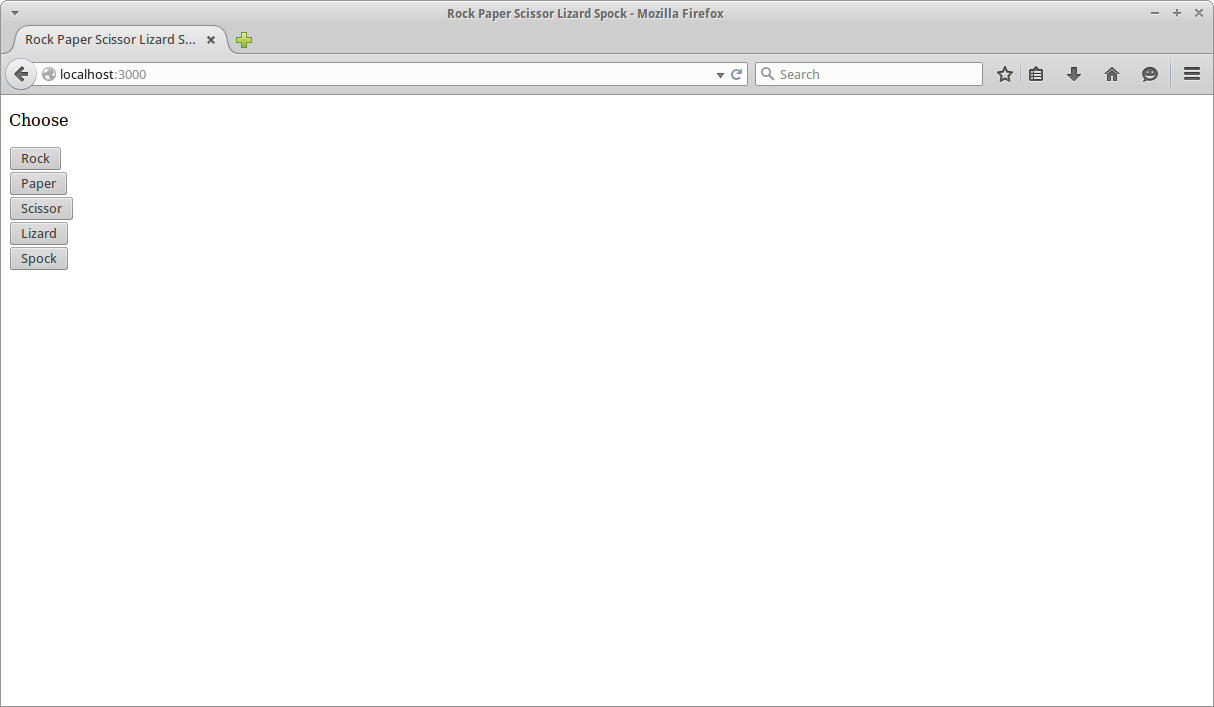 Rock Paper Scissor Lizard Spock - Mozilla Firefox
Rock Paper Scissor Lizard S...
localhost:3000
Search
Choose
Rock
Paper
Scissor
Lizard
Spock